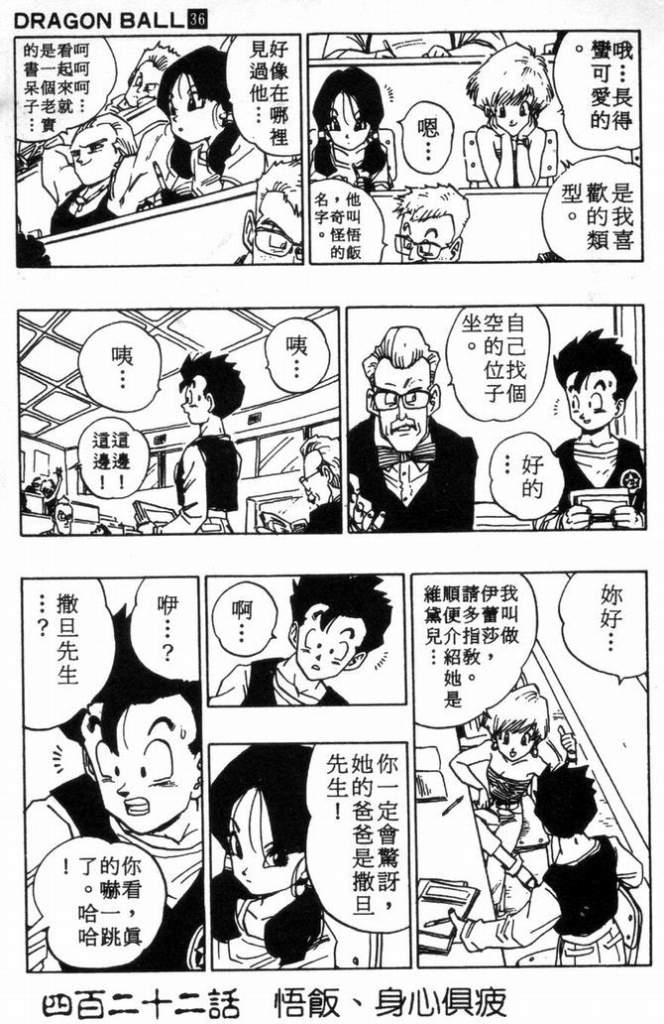 DRAGON BALL 36
哦…長得
蠻可愛的
。
是我喜
歡的類
型。
嗯…
他叫悟飯
，奇怪的
名字。
好像在哪裡
見過他…
呵呵呵…
看起來就
是一個老實
的書呆子…
自己找個
空的位子
坐。
好的
…
咦…
咦…
這這
邊邊
！！
妳好…
我叫做
伊蕾莎，
請多指教。
順便介紹她是
維黛兒…
啊…
你一定會驚訝，
她的爸爸是撒旦
先生！
咿…？
撒旦先生
…？
你看，真
的嚇一跳
了。哈哈
！
四百二十二話　悟飯、身心俱疲